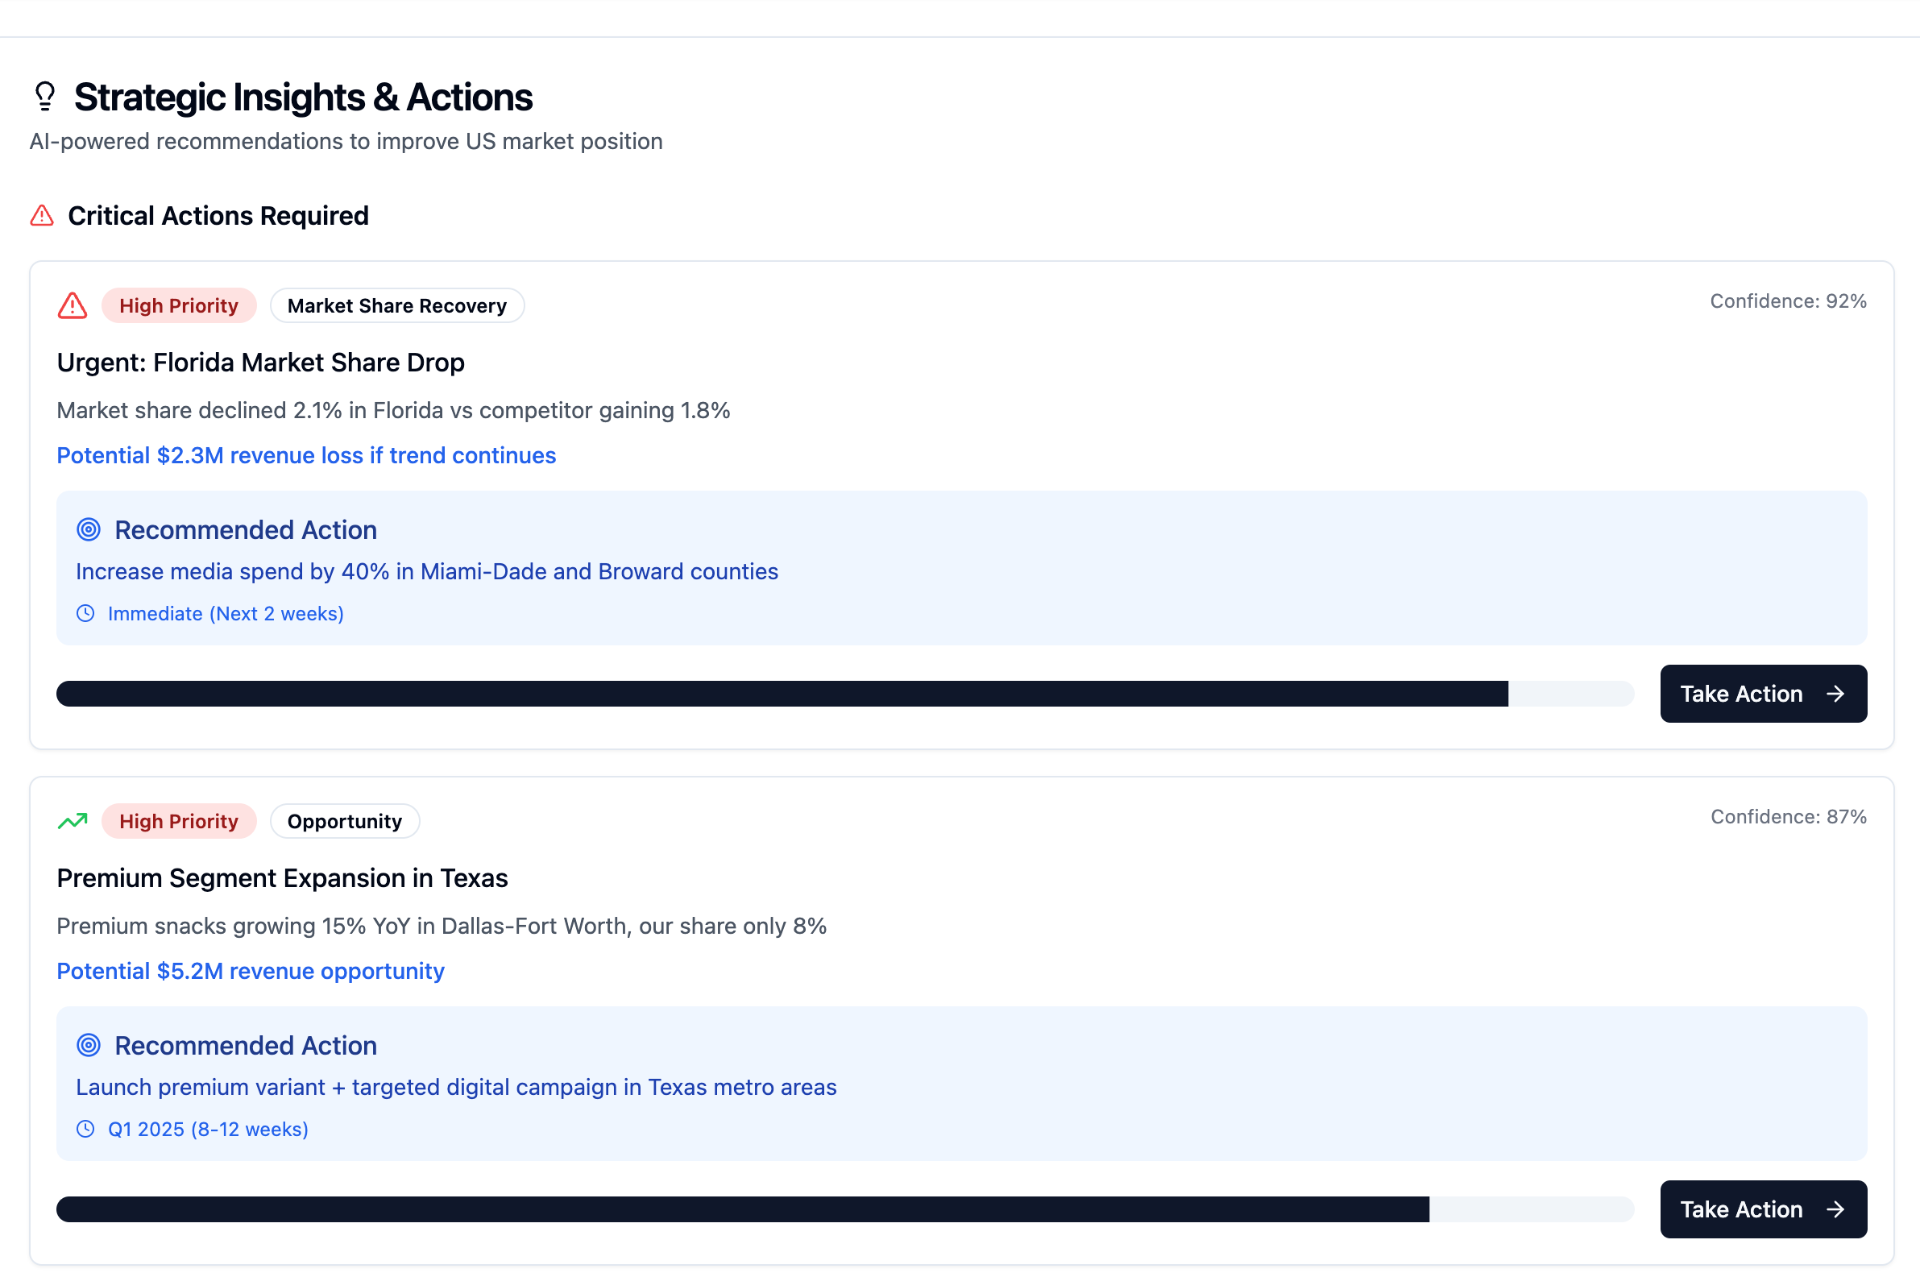 Strategic Insights & Actions
AI-powered recommendations to improve US market position
Critical Actions Required
High Priority
Market Share Recovery
Confidence: 92%
Urgent: Florida Market Share Drop
Market share declined 2.1% in Florida vs competitor gaining 1.8%
Potential $2.3M revenue loss if trend continues
Recommended Action
Increase media spend by 40% in Miami-Dade and Broward counties
Immediate (Next 2 weeks)
Take Action
High Priority
Opportunity
Confidence: 87%
Premium Segment Expansion in Texas
Premium snacks growing 15% YoY in Dallas-Fort Worth, our share only 8%
Potential $5.2M revenue opportunity
Recommended Action
Launch premium variant + targeted digital campaign in Texas metro areas
Q1 2025 (8-12 weeks)
Take Action